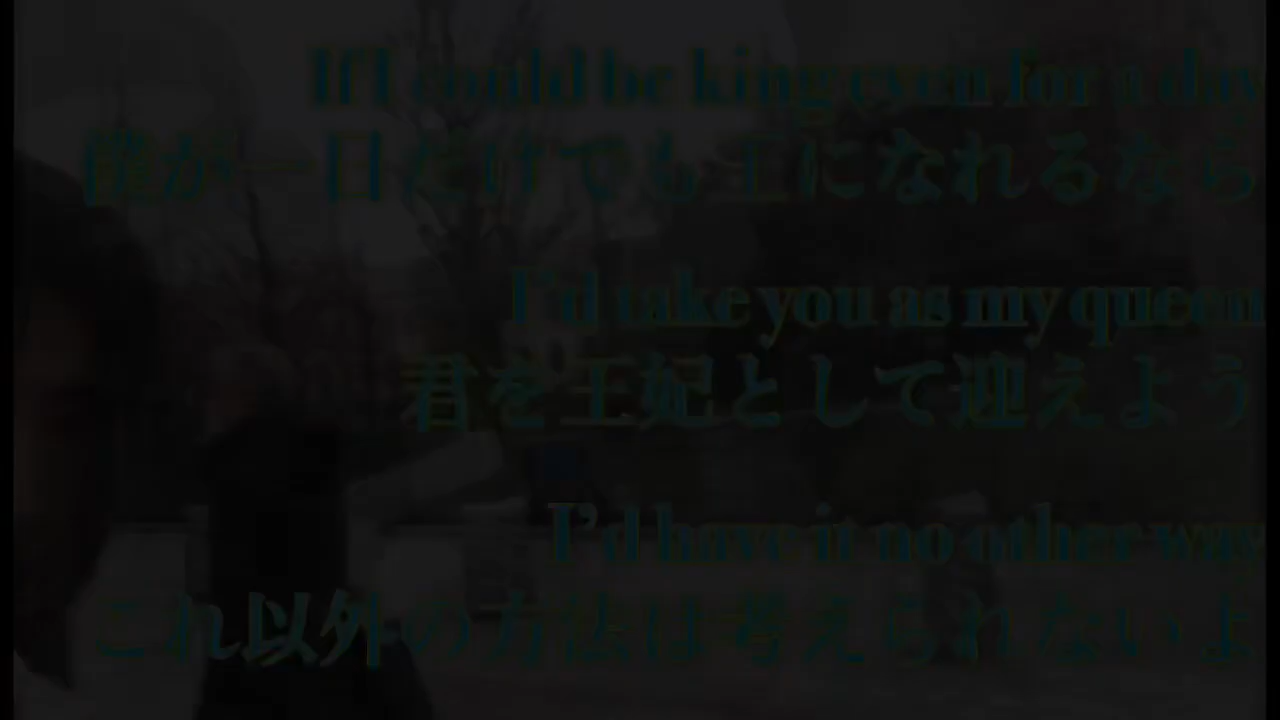 If I could be king even for a day
僕が一日だけでも王になれるなら
I'd take you as my queen
君を王妃として迎えよう
I'd have it no other way
これ以外の方法は考えられないよ